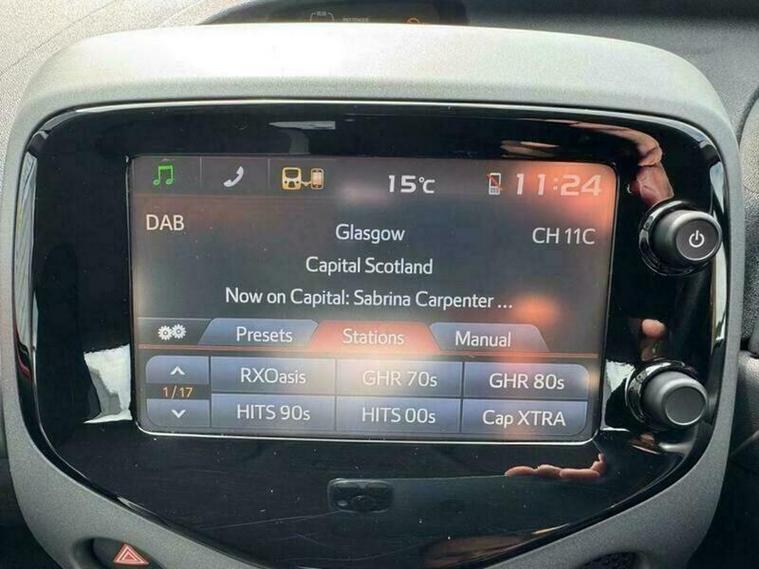 15°C
11:24
DAB
Glasgow
CH 11C
Capital Scotland
Now on Capital: Sabrina Carpenter ...
Presets
Stations
Manual
1/17
RXOasis
GHR 70s
GHR 80s
HITS 90s
HITS 00s
Cap XTRA